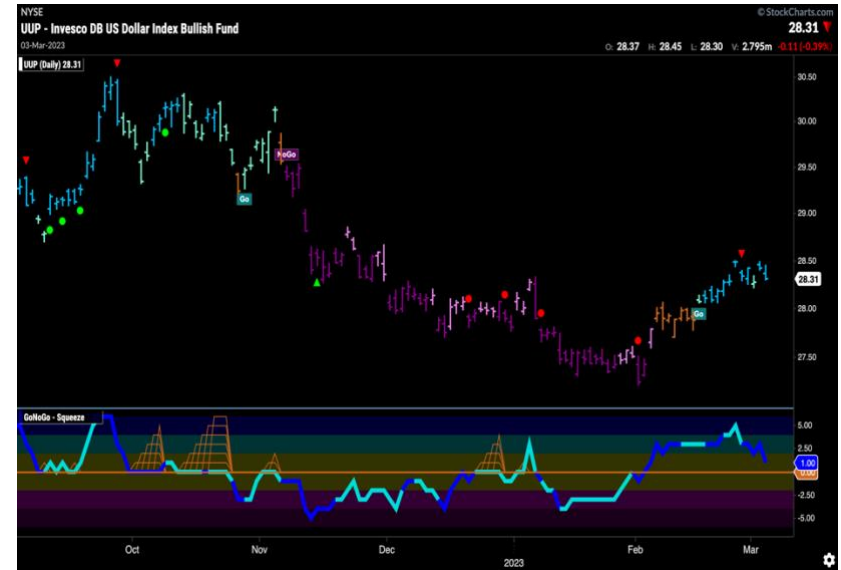 NYSE
© StockCharts.com
UUP - Invesco DB US Dollar Index Bullish Fund
28.31
03-Mar-2023
O: 28.37 H: 28.45 L: 28.30 V: 2.795m -0.11 (-0.39%)
UUP (Daily) 28.31
30.50
30.00
29.50
29.00
28.50
28.31
28.00
27.50
NoGo
Go
Go
GoNoGo - Squeeze
5.00
2.50
1.00
0.00
-2.50
-5.00
Oct Nov Dec 2023 Feb Mar